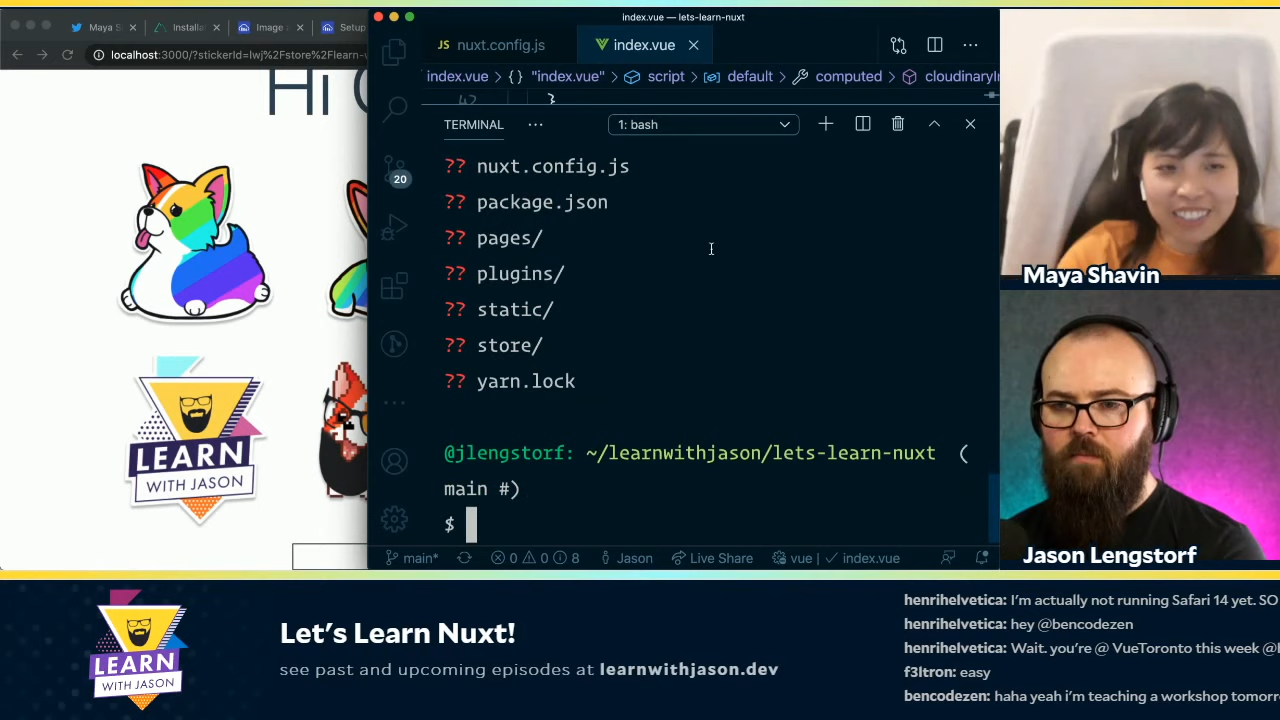 index.vue — lets-learn-nuxt
Maya S
Installa
Image
Setup
localhost:3000/?stickerId=lwj%2Fstore%2Flearn-
Hi
LEARN
WITH JASON
JS nuxt.config.js
index.vue
index.vue > {} "index.vue" > script > default > computed > cloudinaryI
42 }
TERMINAL ··· 1: bash
?? nuxt.config.js
?? package.json
?? pages/
?? plugins/
?? static/
?? store/
?? yarn.lock
@jlengstorf: ~/learnwithjason/lets-learn-nuxt (
main #)
$
20
main* 0 0 8 Jason Live Share vue | ✓ index.vue
Maya Shavin
Jason Lengstorf
LEARN
WITH JASON
Let's Learn Nuxt!
see past and upcoming episodes at learnwithjason.dev
henrihelvetica: I'm actually not running Safari 14 yet. SO
henrihelvetica: hey @bencodezen
henrihelvetica: Wait. you're @ VueToronto this week @
f3ltron: easy
bencodezen: haha yeah i'm teaching a workshop tomorr